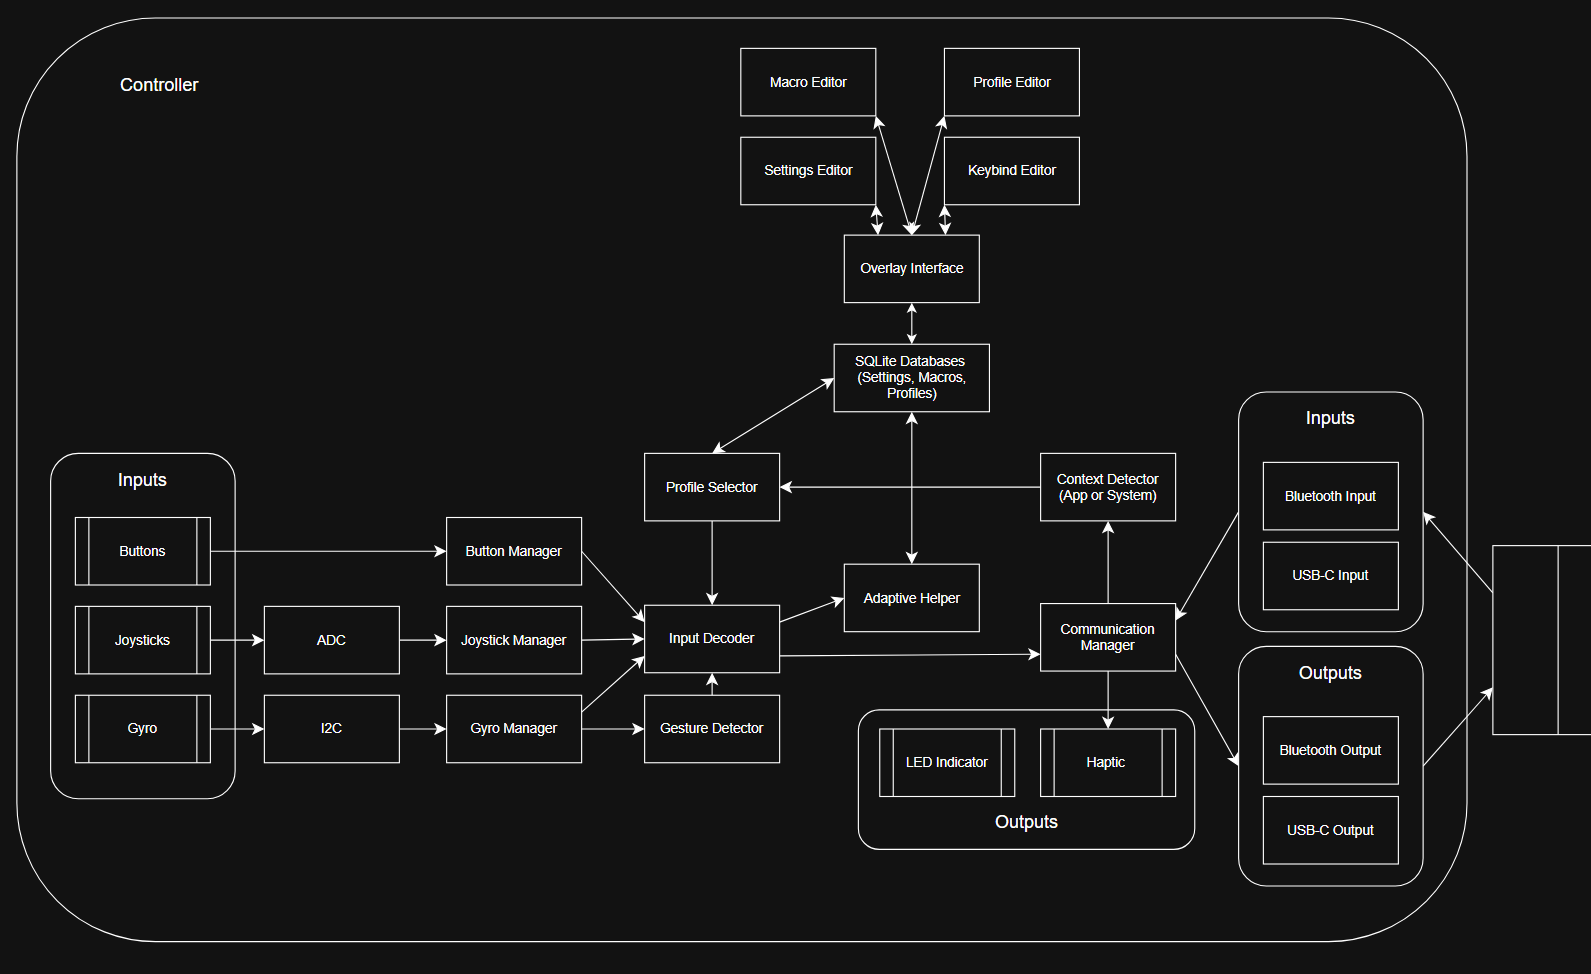 Controller
Macro Editor
Profile Editor
Settings Editor
Keybind Editor
Overlay Interface
SQLite Databases
(Settings, Macros,
Profiles)
Inputs
Bluetooth Input
USB-C Input
Profile Selector
Context Detector
(App or System)
Inputs
Buttons
Button Manager
Joysticks
ADC
Joystick Manager
Input Decoder
Adaptive Helper
Communication
Manager
Gyro
I2C
Gyro Manager
Gesture Detector
LED Indicator
Haptic
Outputs
Outputs
Bluetooth Output
USB-C Output